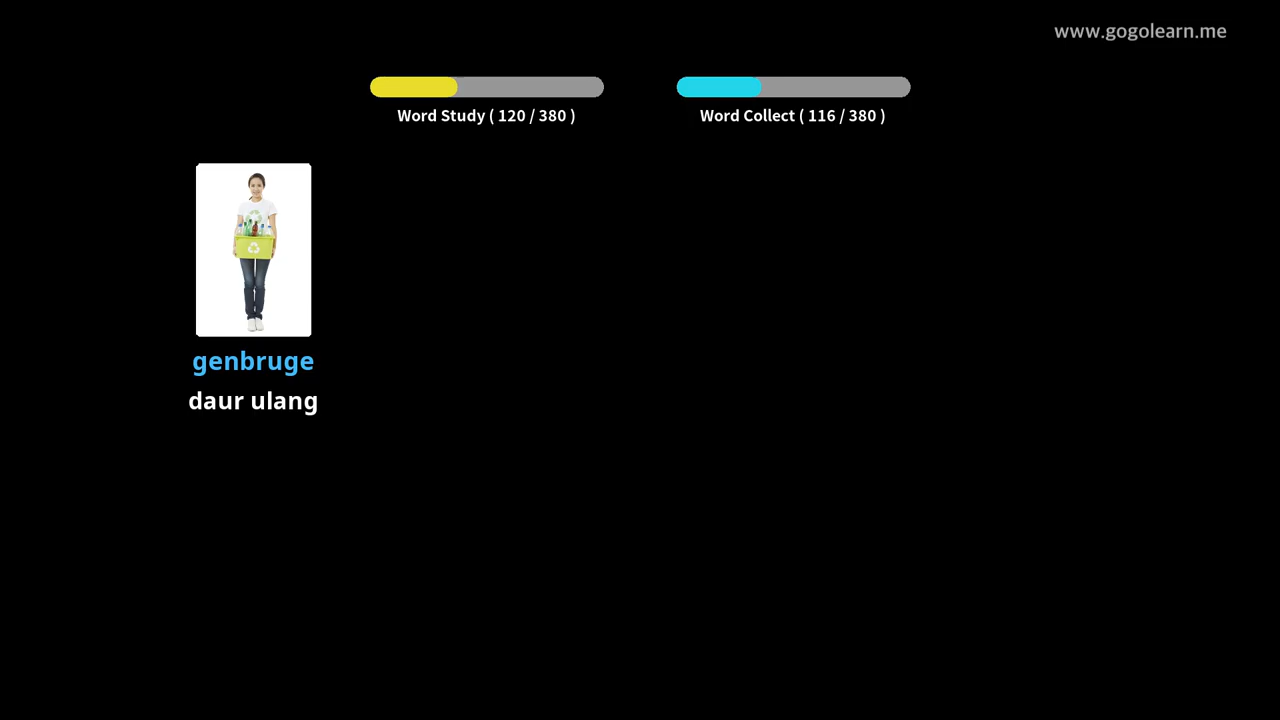 www.gogolearn.me
Word Study ( 120 / 380 )
Word Collect ( 116 / 380 )
genbruge
daur ulang